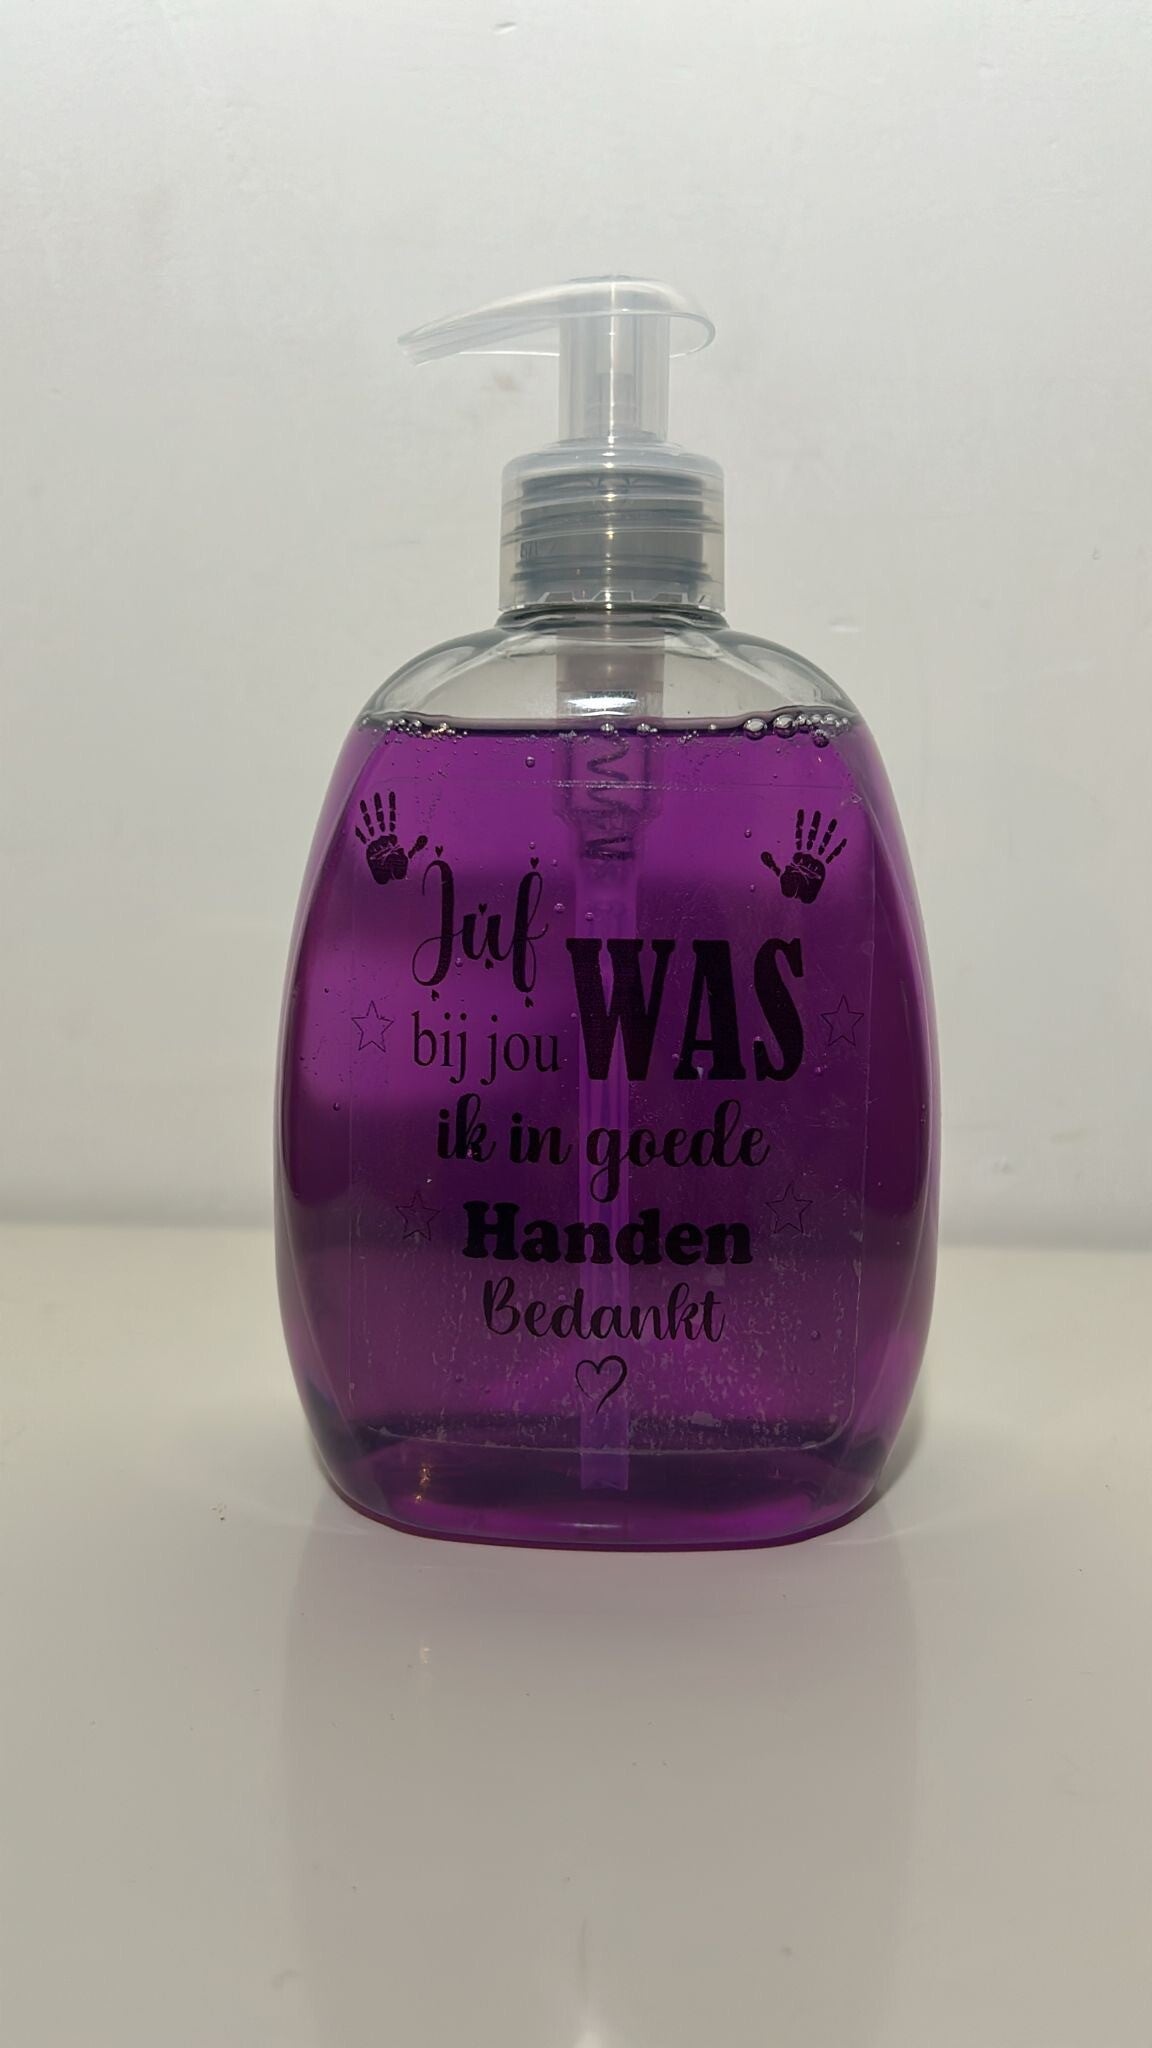 Juf
bij jou WAS
ik in goede
Handen
Bedankt